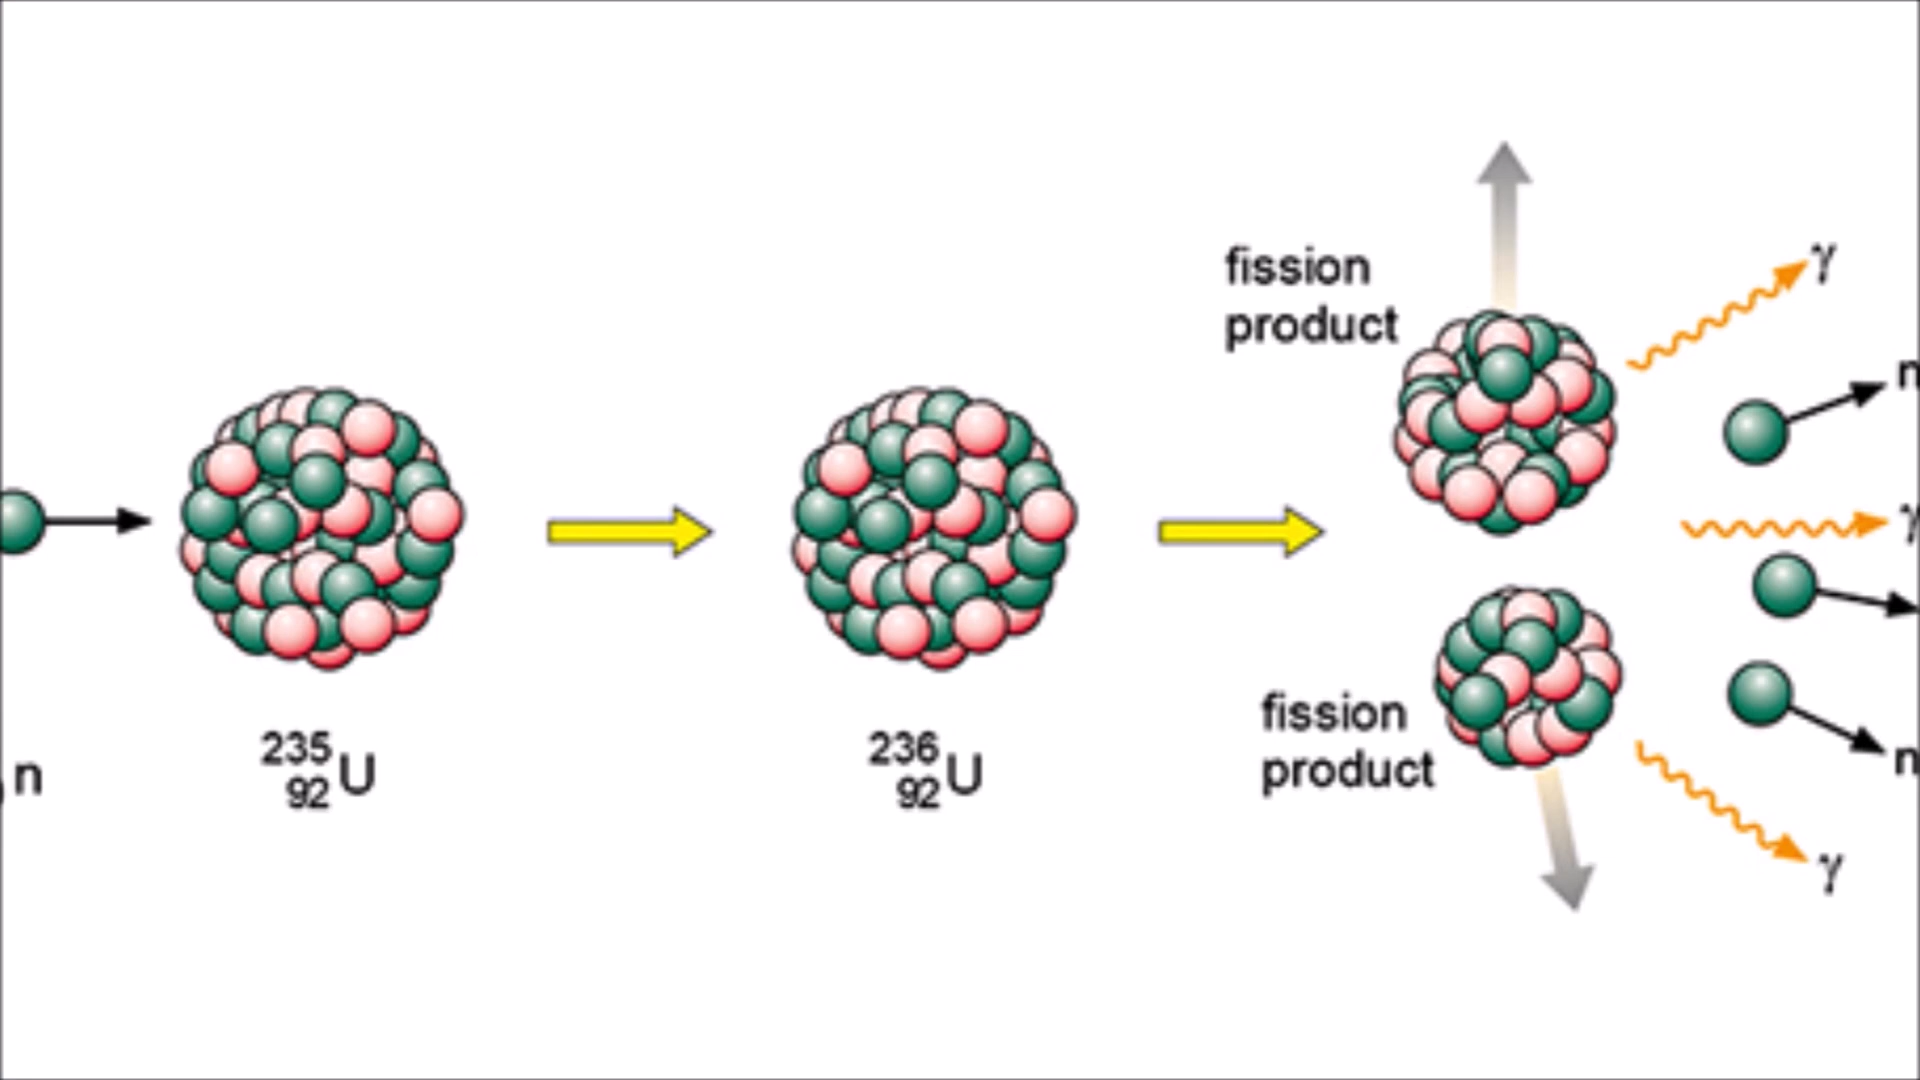 n
235
92 U
236
92 U
fission
product
fission
product
γ
n
γ
n
γ